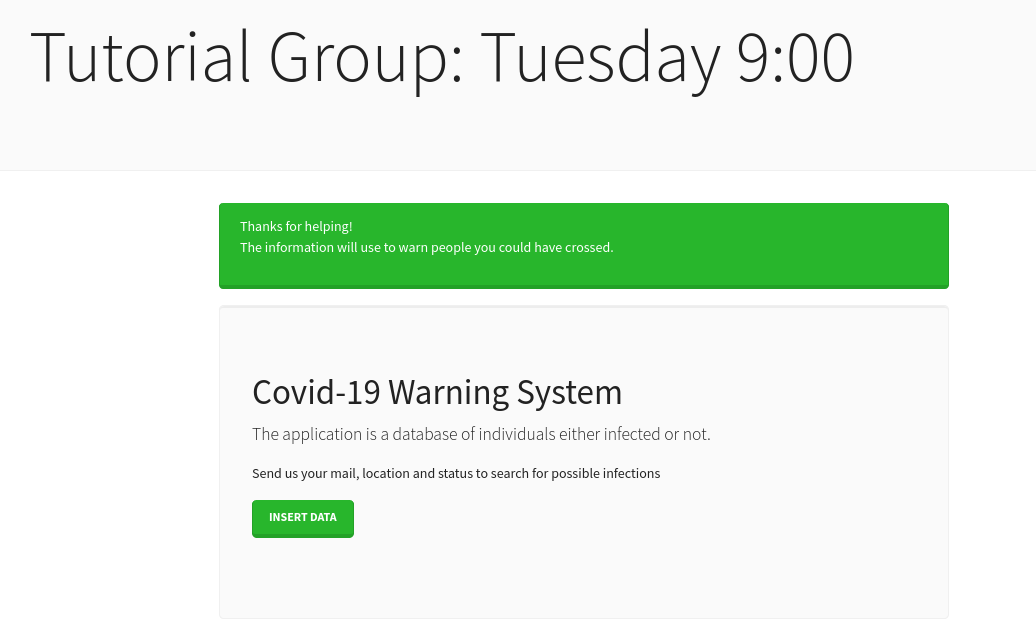 Tutorial Group: Tuesday 9:00
Thanks for helping!
The information will use to warn people you could have crossed.
Covid-19 Warning System
The application is a database of individuals either infected or not.
Send us your mail, location and status to search for possible infections
INSERT DATA